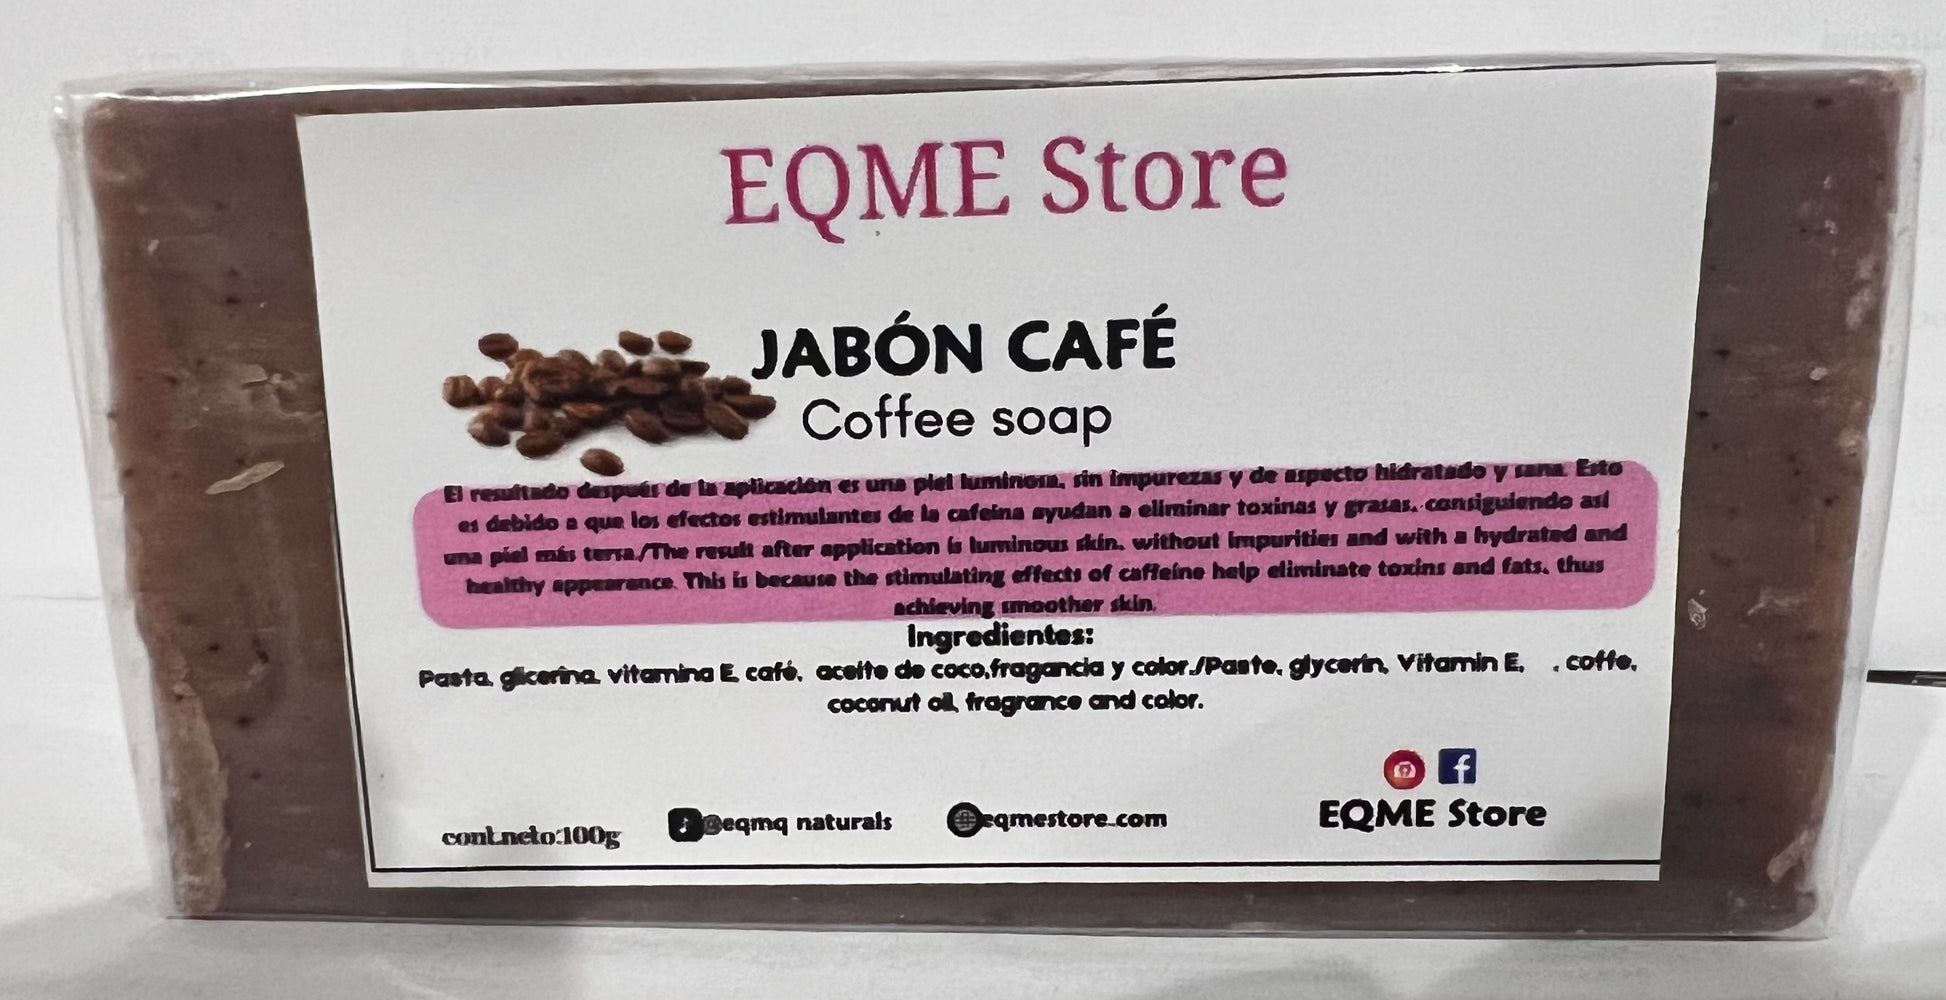 EQME Store
JABÓN CAFÉ
Coffee soap
El resultado después de la aplicación es una piel luminosa, sin impurezas y de aspecto hidratado y sana. Esto
es debido a que los efectos estimulantes de la cafeína ayudan a eliminar toxinas y grasas, consiguiendo así
una piel más tersa./The result after application is luminous skin, without impurities and with a hydrated and
healthy appearance. This is because the stimulating effects of caffeine help eliminate toxins and fats, thus
achieving smoother skin.
Ingredientes:
Pasta, glicerina, vitamina E, café, aceite de coco,fragancia y color./Paste, glycerin, Vitamin E, , coffe,
coconut oil, fragrance and color.
cont.neto:100g
@eqmq naturals
eqmestore.com
EQME Store